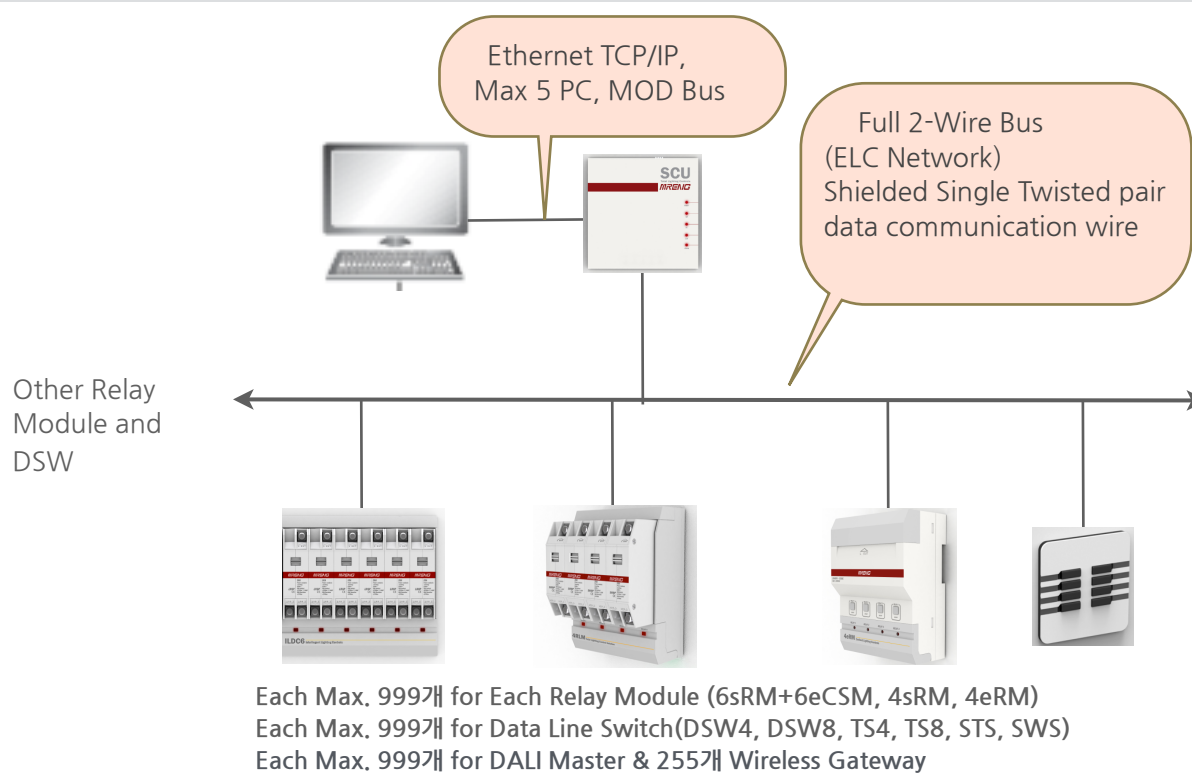 Ethernet TCP/IP,
Max 5 PC, MOD Bus
Full 2-Wire Bus
(ELC Network)
Shielded Single Twisted pair
data communication wire
SCU
MRENO
Other Relay
Module and
DSW
ILDC6
Each Max. 999개 for Each Relay Module (6sRM+6eCSM, 4sRM, 4eRM)
Each Max. 999개 for Data Line Switch(DSW4, DSW8, TS4, TS8, STS, SWS)
Each Max. 999개 for DALI Master & 255개 Wireless Gateway